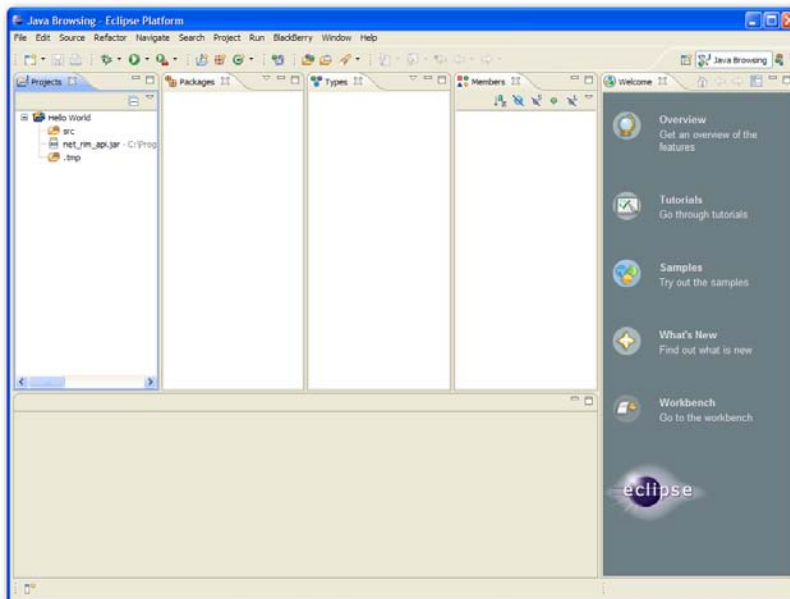 Java Browsing - Eclipse Platform
File Edit Source Refactor Navigate Search Project Run BlackBerry Window Help
Java Browsing
Projects
Packages
Types
Members
Welcome
Hello World
src
net_rim_api.jar - C:\Prog
.tmp
Overview
Get an overview of the
features
Tutorials
Go through tutorials
Samples
Try out the samples
What's New
Find out what is new
Workbench
Go to the workbench
eclipse